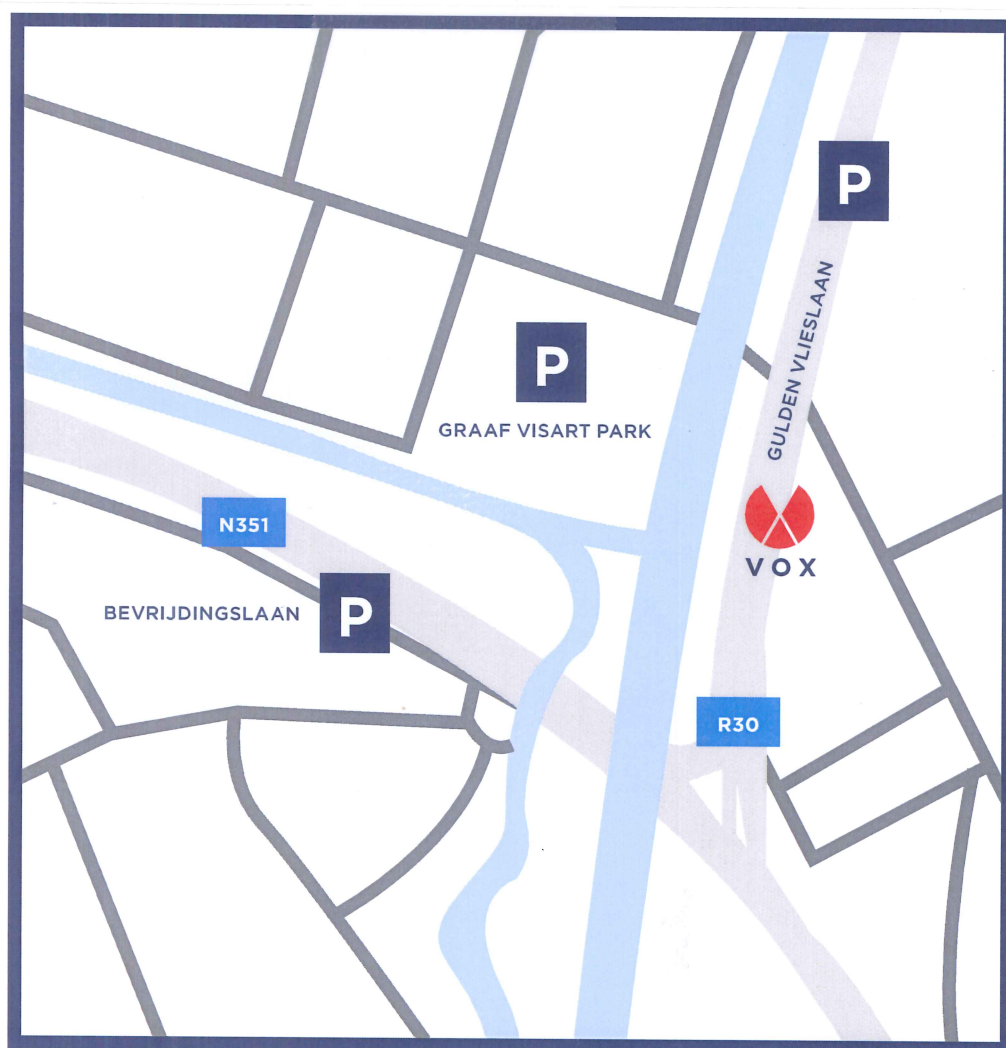 P
GULDEN VLIESLAAN
P
GRAAF VISART PARK
N351
VOX
BEVRIJDINGSLAAN
P
R30